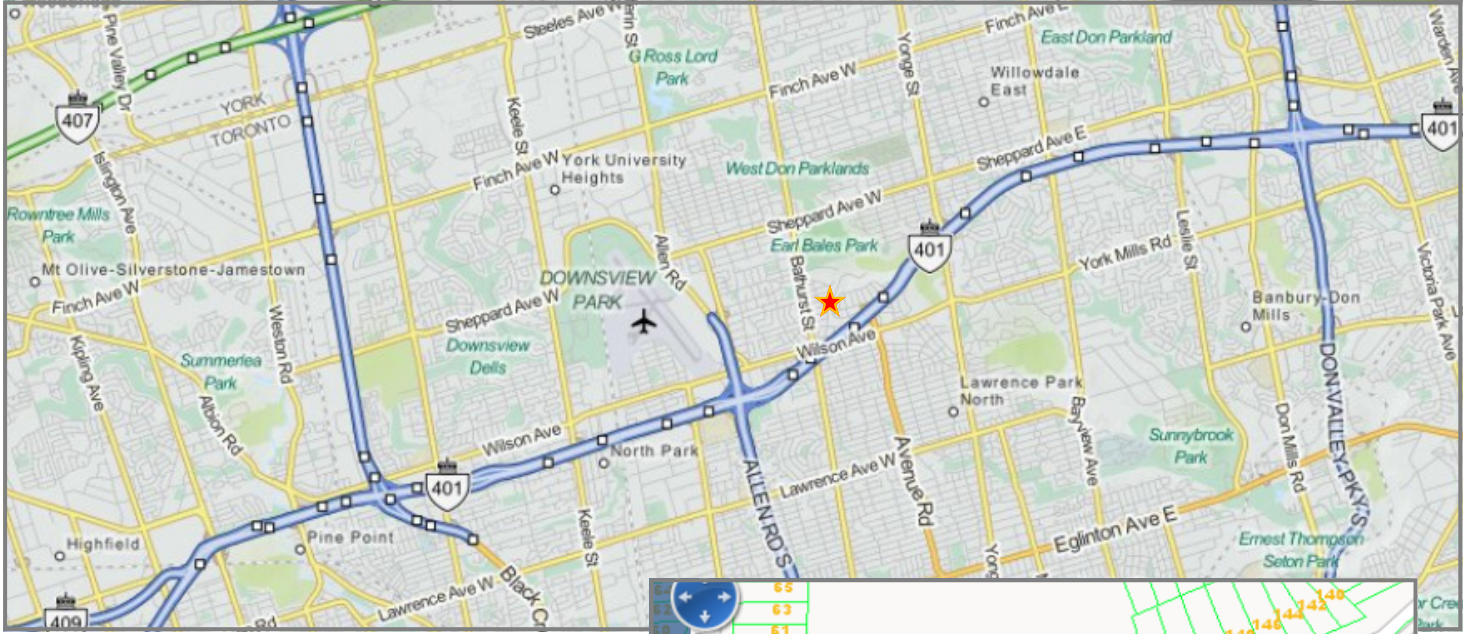 Steeles Ave W
Finch Ave E
East Don Parkland
Warden Ave
Pine Valley Dr
G Ross Lord
Park
Yonge St
Willowdale
East
Finch Ave W
407
YORK
TORONTO
Keele St
401
Sheppard Ave E
Islington Ave
Finch Ave W
York University
Heights
West Don Parklands
Rowntree Mills
Park
Sheppard Ave W
Leslie St
Earl Bales Park
401
York Mills Rd
Allen Rd
Mt Olive-Silverstone-Jamestown
DOWNSVIEW
PARK
Bathurst St
Victoria Park Ave
Finch Ave W
Sheppard Ave W
Banbury-Don
Mills
Weston Rd
Kipling Ave
Downsview
Dells
Wilson Ave
Summerlea
Park
Lawrence Park
North
DON VALLEY PKY S
Albion Rd
Bayview Ave
Wilson Ave
North Park
Sunnybrook
Park
Don Mills Rd
Lawrence Ave W
Avenue Rd
401
ALLEN RD S
Keele St
Eglinton Ave E
Highfield
Pine Point
Ernest Thompson
Seton Park
Black Cr
Lawrence Ave W
Yong
65
63
61
140
142
144
409
Rd